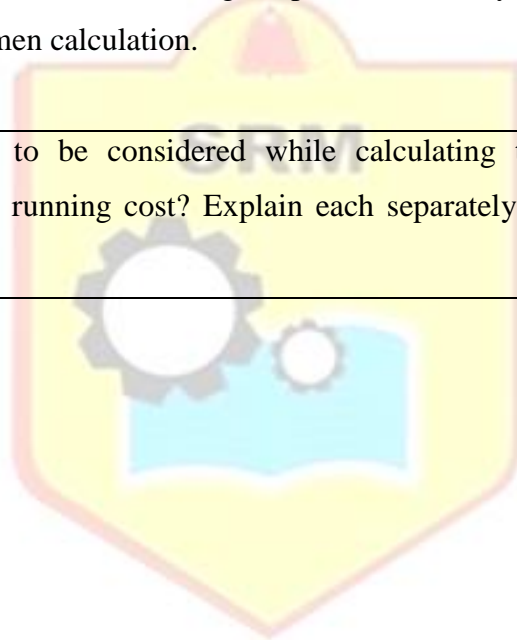 men calculation.
SRM
to be considered while calculating
running cost? Explain each separately